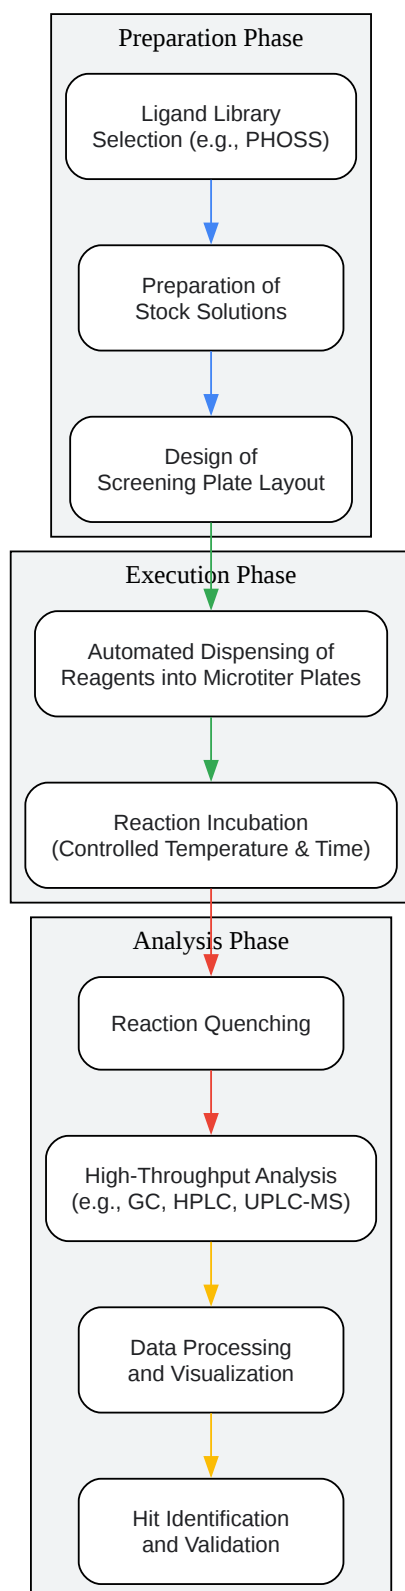 Preparation Phase
Ligand Library
Selection (e.g., PHOSS)
Preparation of
Stock Solutions
Design of
Screening Plate Layout
Execution Phase
Automated Dispensing of
Reagents into Microtiter Plates
Reaction Incubation
(Controlled Temperature & Time)
Analysis Phase
Reaction Quenching
High-Throughput Analysis
(e.g., GC, HPLC, UPLC-MS)
Data Processing
and Visualization
Hit Identification
and Validation